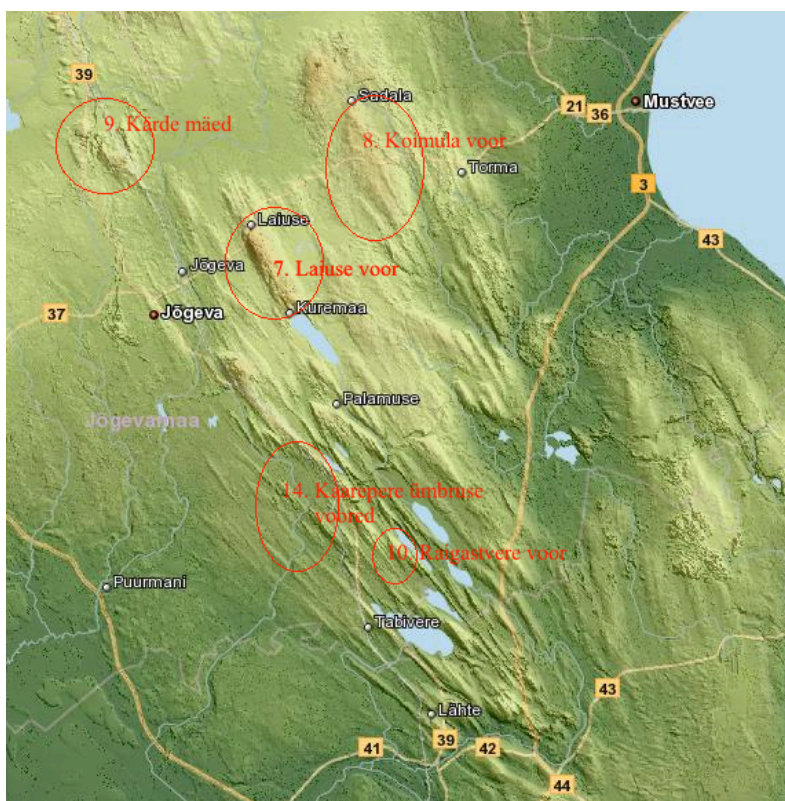 39
Sadala
21
Mustvee
36
9. Kärde mäed
8. Koimula voor
Torma
3
Laiuse
43
7. Laiuse voor
Jõgeva
37
Jõgeva
Kuremaa
Palamuse
Jõgevamaa
14. Kaarepere ümbruse
voored
10. Raigastvere voor
Puurmani
Tabivere
43
Lähte
41
39
42
44